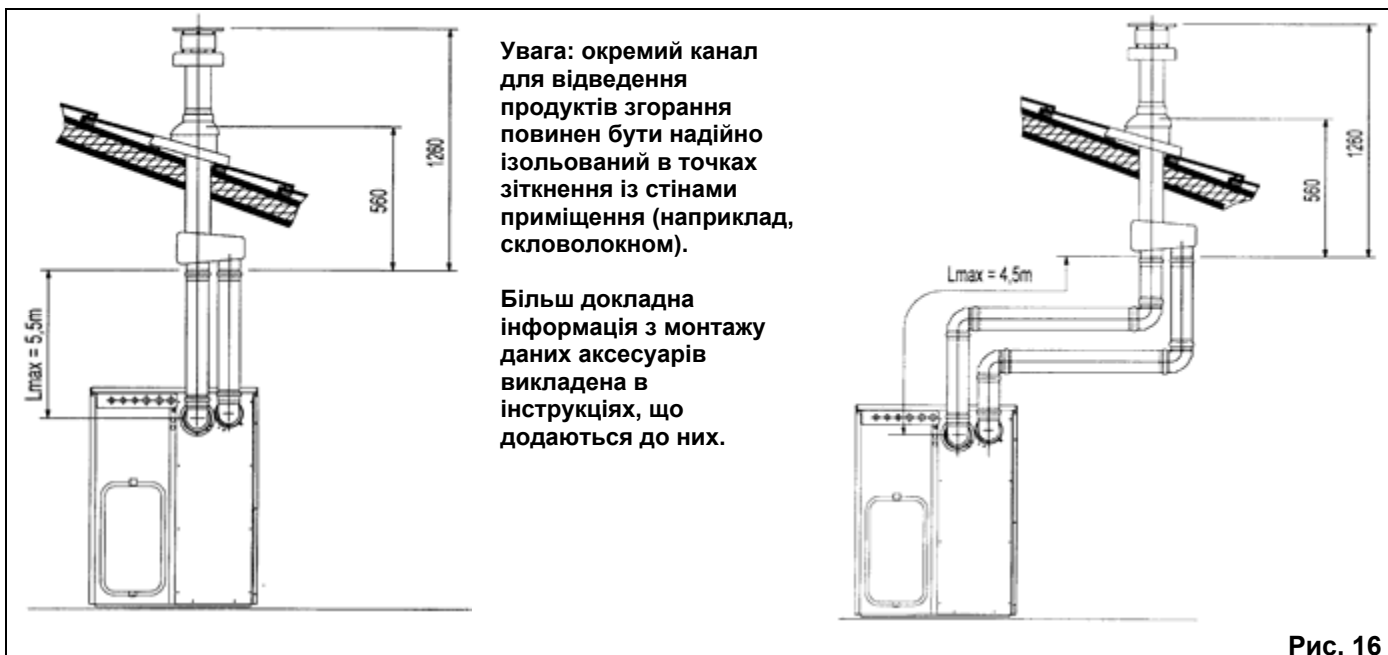 1260
560
Lmax = 5,5m
Увага: окремий канал
для відведення
продуктів згорання
повинен бути надійно
ізольований в точках
зіткнення із стінами
приміщення (наприклад,
скловолокном).
Більш докладна
інформація з монтажу
даних аксесуарів
викладена в
інструкціях, що
додаються до них.
1260
560
Lmax = 4,5m
Рис. 16